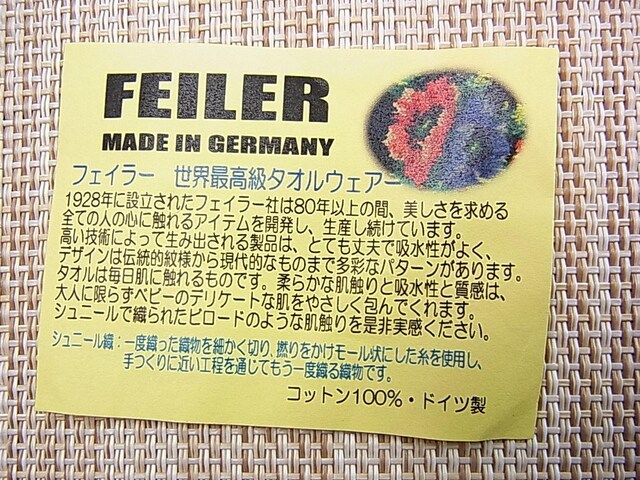 FEILER
MADE IN GERMANY
フェイラー 世界最高級タオルウェアー
1928年に設立されたフェイラー社は80年以上の間、美しさを求める
全ての人の心に触れるアイテムを開発し、生産し続けています。
高い技術によって生み出される製品は、とても丈夫で吸水性がよく、
デザインは伝統的紋様から現代的なものまで多彩なパターンがあります。
タオルは毎日肌に触れるものです。柔らかな肌触りと吸水性と質感は、
大人に限らずベビーのデリケートな肌をやさしく包んでくれます。
シュニールで織られたビロードのような肌触りを是非実感ください。
シュニール織：一度織った織物を細かく切り、撚りをかけモール状にした糸を使用し、
手つくりに近い工程を通じてもう一度織る織物です。
コットン100%・ドイツ製